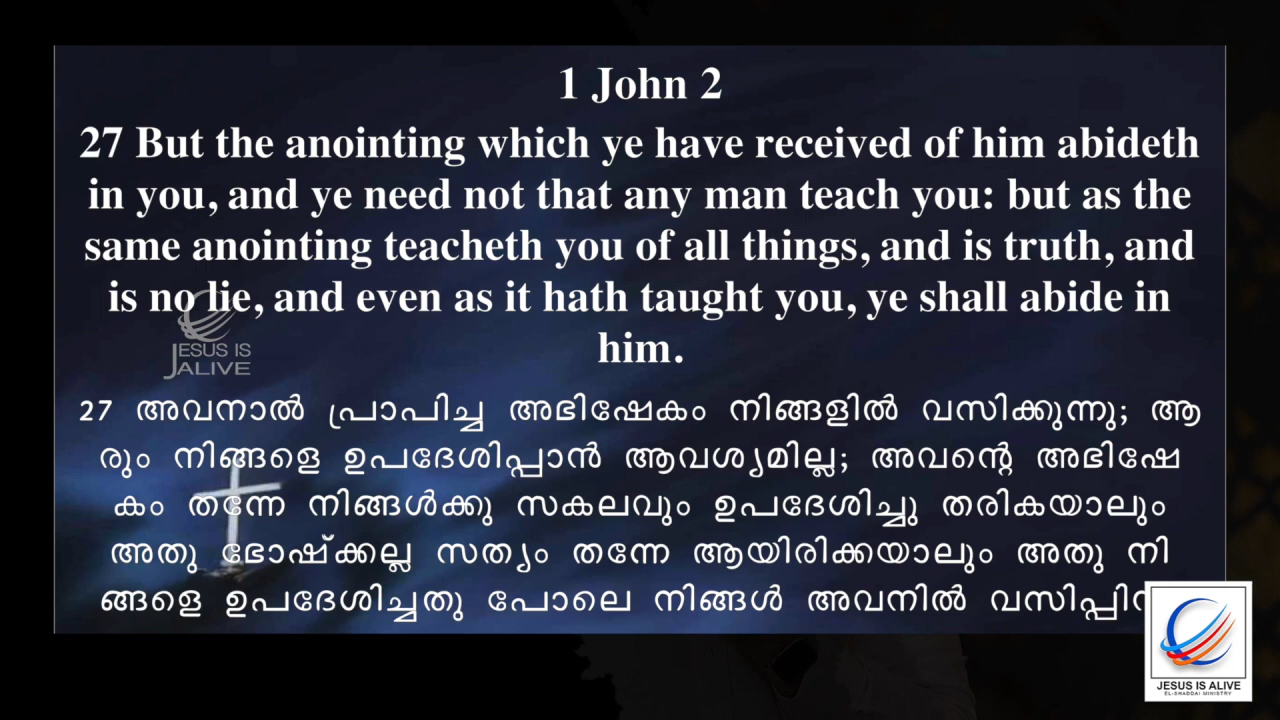 1 John 2
27 But the anointing which ye have received of him abideth
in you, and ye need not that any man teach you: but as the
same anointing teacheth you of all things, and is truth, and
is no lie, and even as it hath taught you, ye shall abide in
him.
JESUS IS
ALIVE
27 അവനാൽ പ്രാപിച്ച അഭിഷേകം നിങ്ങളിൽ വസിക്കുന്നു; ആ
രും നിങ്ങളെ ഉപദേശിപ്പാൻ ആവശ്യമില്ല; അവന്റെ അഭിഷേ
കം തന്നേ നിങ്ങൾക്കു സകലവും ഉപദേശിച്ചു തരികയാലും
അതു ഭോഷ്ക്കല്ല സത്യം തന്നേ ആയിരിക്കയാലും അതു നി
ങ്ങളെ ഉപദേശിച്ചതു പോലെ നിങ്ങൾ അവനിൽ
JESUS IS ALIVE
EL-SHADDAI MINISTRY